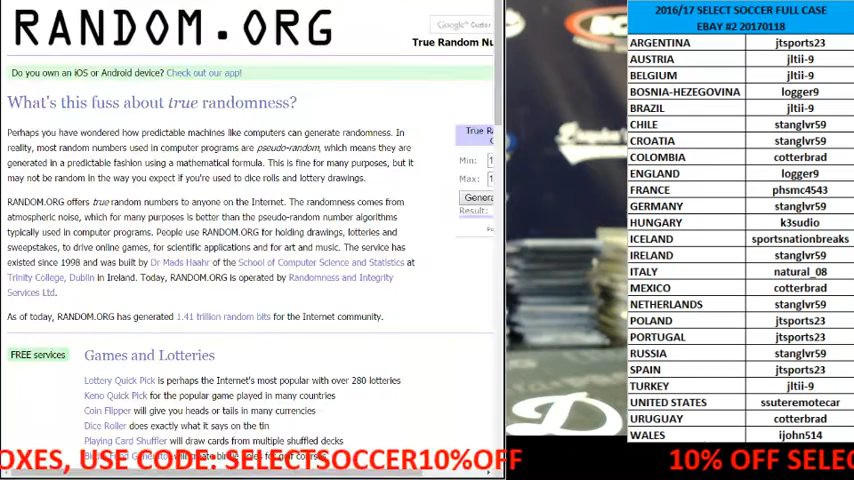 RANDOM.ORG
Google
True Random Nu
Do you own an iOS or Android device? Check out our app!
What's this fuss about true randomness?
Perhaps you have wondered how predictable machines like computers can generate randomness. In
reality, most random numbers used in computer programs are pseudo-random, which means they are
generated in a predictable fashion using a mathematical formula. This is fine for many purposes, but it
may not be random in the way you expect if you're used to dice rolls and lottery drawings.
RANDOM.ORG offers true random numbers to anyone on the Internet. The randomness comes from
atmospheric noise, which for many purposes is better than the pseudo-random number algorithms
typically used in computer programs. People use RANDOM.ORG for holding drawings, lotteries and
sweepstakes, to drive online games, for scientific applications and for art and music. The service has
existed since 1998 and was built by Dr Mads Haahr of the School of Computer Science and Statistics at
Trinity College, Dublin in Ireland. Today, RANDOM.ORG is operated by Randomness and Integrity
Services Ltd.
As of today, RANDOM.ORG has generated 1.41 trillion random bits for the Internet community.
True Ra
Min: 1
Max: 1
Genera
Result:
FREE services
Games and Lotteries
Lottery Quick Pick is perhaps the Internet's most popular with over 280 lotteries
Keno Quick Pick for the popular game played in many countries
Coin Flipper will give you heads or tails in many currencies
Dice Roller does exactly what it says on the tin
Playing Card Shuffler will draw cards from multiple shuffled decks
2016/17 SELECT SOCCER FULL CASE
EBAY #2 20170118
ARGENTINA jtsports23
AUSTRIA jltii-9
BELGIUM jltii-9
BOSNIA-HEZEGOVINA logger9
BRAZIL jltii-9
CHILE stanglvr59
CROATIA stanglvr59
COLOMBIA cotterbrad
ENGLAND logger9
FRANCE phsmc4543
GERMANY stanglvr59
HUNGARY k3sudio
ICELAND sportsnationbreaks
IRELAND stanglvr59
ITALY natural_08
MEXICO cotterbrad
NETHERLANDS stanglvr59
POLAND jtsports23
PORTUGAL jtsports23
RUSSIA stanglvr59
SPAIN jtsports23
TURKEY jltii-9
UNITED STATES ssuteremotecar
URUGUAY cotterbrad
WALES ijohn514
OXES, USE CODE: SELECTSOCCER10%OFF 10% OFF SELEC